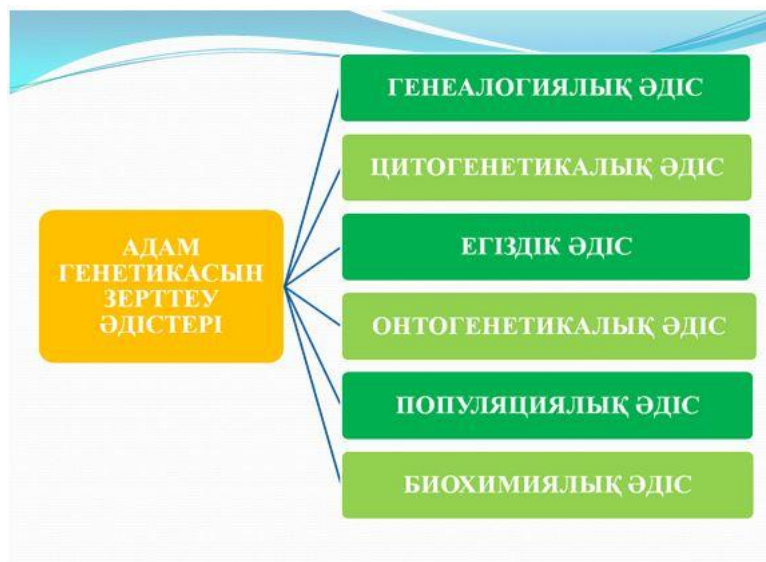 АДАМ
ГЕНЕТИКАСЫН
ЗЕРТТЕУ
ӘДІСТЕРІ
ГЕНЕАЛОГИЯЛЫҚ ӘДІС
ЦИТОГЕНЕТИКАЛЫҚ ӘДІС
ЕГІЗДІК ӘДІС
ОНТОГЕНЕТИКАЛЫҚ ӘДІС
ПОПУЛЯЦИЯЛЫҚ ӘДІС
БИОХИМИЯЛЫҚ ӘДІС